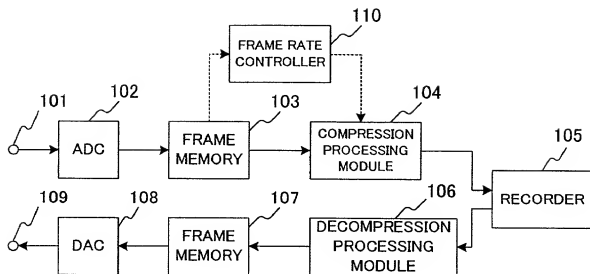 110
FRAME RATE
CONTROLLER
101
102
103
104
ADC
FRAME
MEMORY
COMPRESSION
PROCESSING
MODULE
105
RECORDER
109
108
107
106
DAC
FRAME
MEMORY
DECOMPRESSION
PROCESSING
MODULE